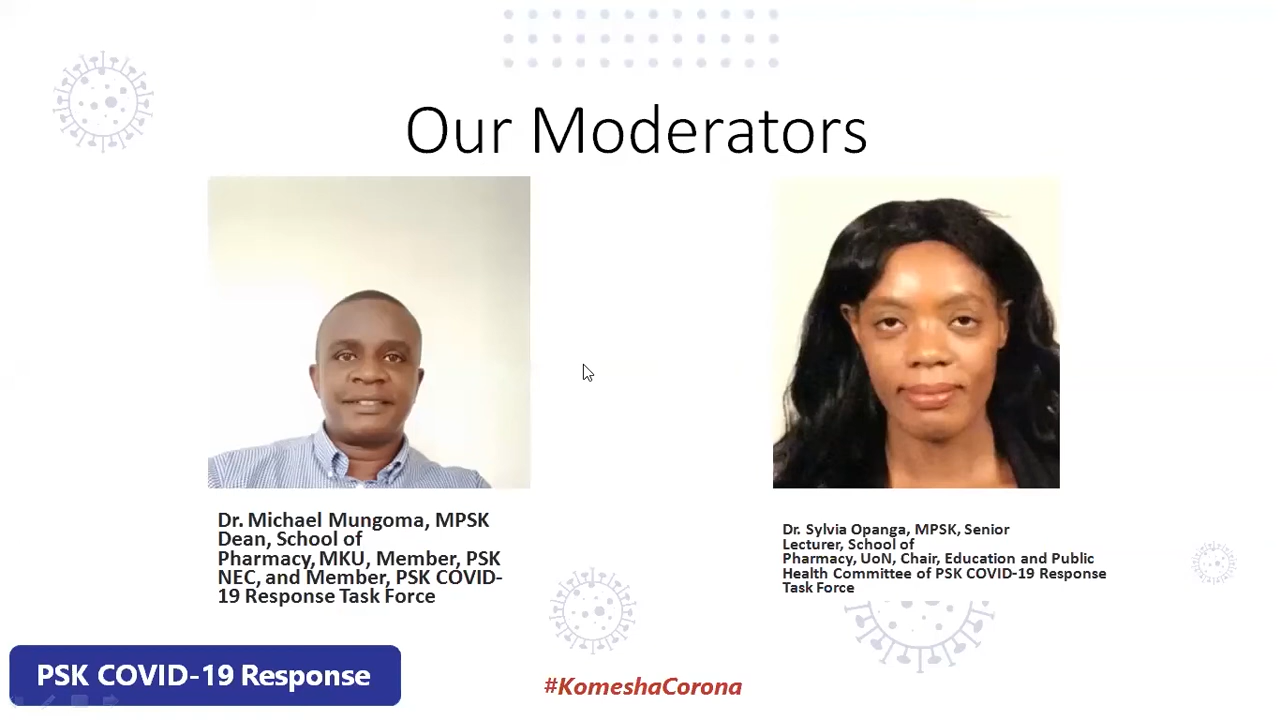 Our Moderators
Dr. Michael Mungoma, MPSK
Dean, School of
Pharmacy, MKU, Member, PSK
NEC, and Member, PSK COVID-
19 Response Task Force
Dr. Sylvia Opanga, MPSK, Senior
Lecturer, School of
Pharmacy, UoN, Chair, Education and Public
Health Committee of PSK COVID-19 Response
Task Force
PSK COVID-19 Response
#KomeshaCorona